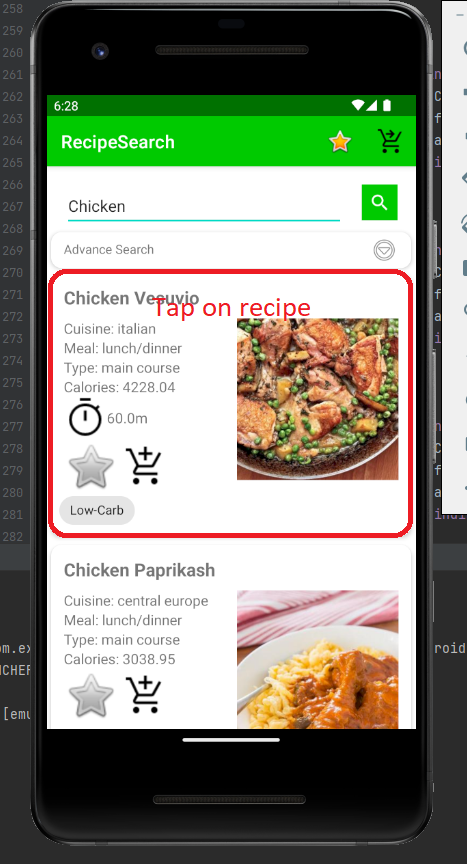 258
259
260
261
262
263
264
265
266
267
268
269
270
271
272
273
274
275
276
277
278
279
280
281
282
6:28
RecipeSearch
Chicken
Advance Search
Chicken Vesuvio
Tap on recipe
Cuisine: italian
Meal: lunch/dinner
Type: main course
Calories: 4228.04
60.0m
Low-Carb
Chicken Paprikash
Cuisine: central europe
Meal: lunch/dinner
Type: main course
Calories: 3038.95
om.ex
roid
NCHER
[emu